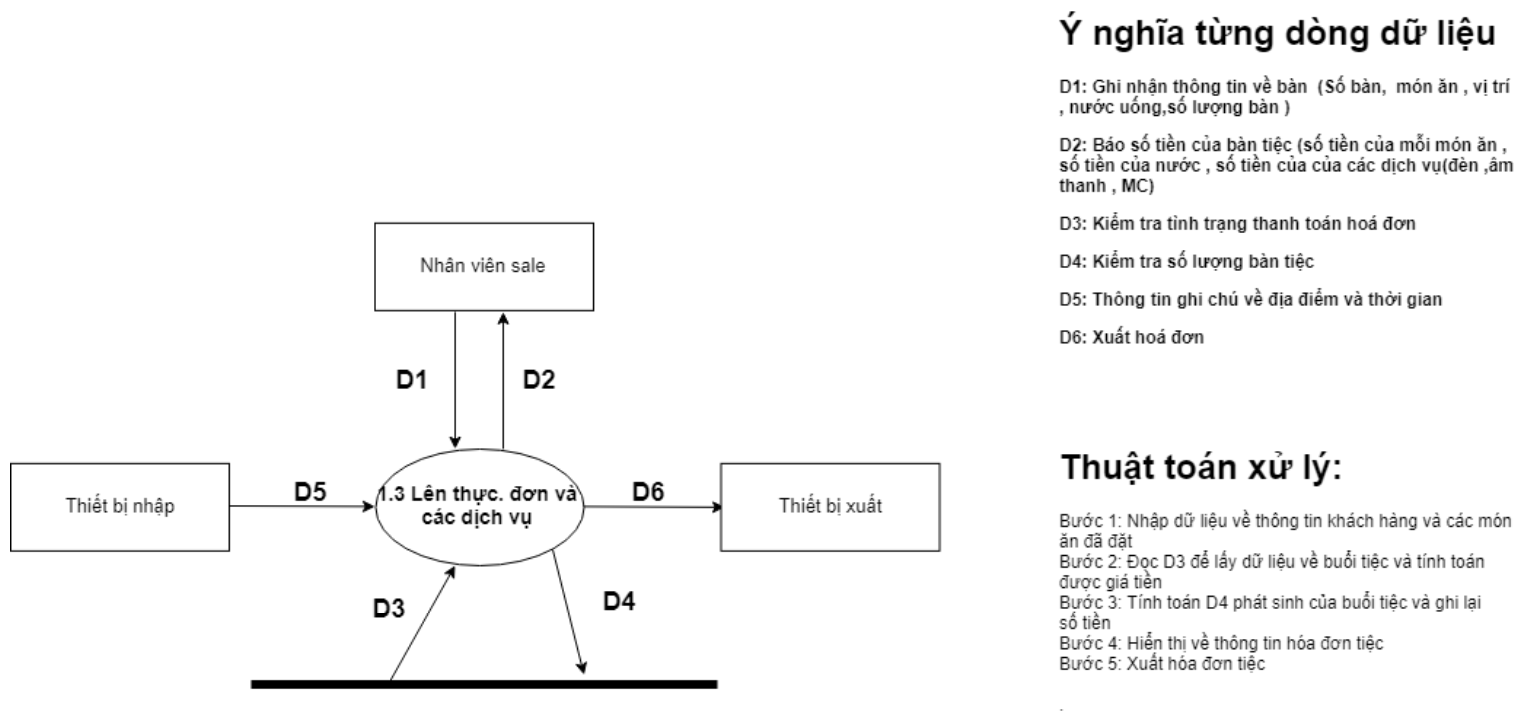 Ý nghĩa từng dòng dữ liệu
D1: Ghi nhận thông tin về bàn (Số bàn, món ăn , vị trí
, nước uống,số lượng bàn )
D2: Báo số tiền của bàn tiệc (số tiền của mỗi món ăn ,
số tiền của nước , số tiền của của các dịch vụ(đèn ,âm
thanh , MC)
D3: Kiểm tra tình trạng thanh toán hoá đơn
D4: Kiểm tra số lượng bàn tiệc
D5: Thông tin ghi chú về địa điểm và thời gian
D6: Xuất hoá đơn
Nhân viên sale
D1
D2
Thiết bị nhập
D5
1.3 Lên thực. đơn và
các dịch vụ
D6
Thiết bị xuất
D3
D4
Thuật toán xử lý:
Bước 1: Nhập dữ liệu về thông tin khách hàng và các món
ăn đã đặt
Bước 2: Đọc D3 để lấy dữ liệu về buổi tiệc và tính toán
được giá tiền
Bước 3: Tính toán D4 phát sinh của buổi tiệc và ghi lại
số tiền
Bước 4: Hiển thị về thông tin hóa đơn tiệc
Bước 5: Xuất hóa đơn tiệc
.